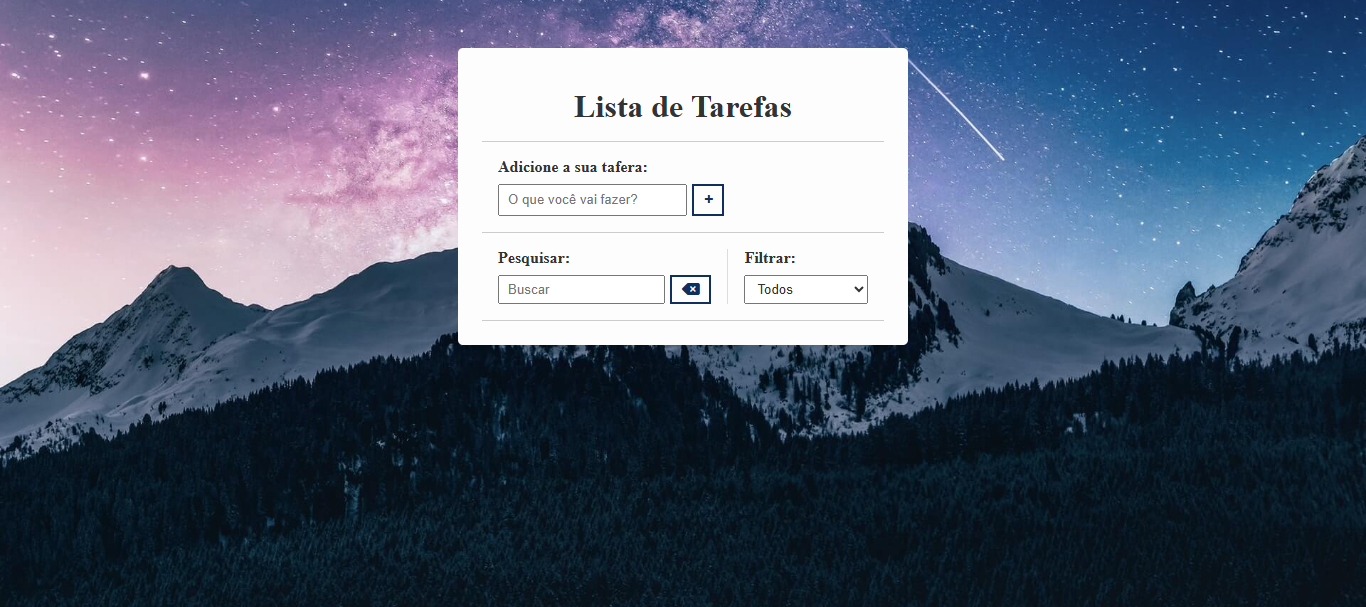 Lista de Tarefas
Adicione a sua tafera:
O que você vai fazer?
+
Pesquisar:
Filtrar:
Buscar
Todos